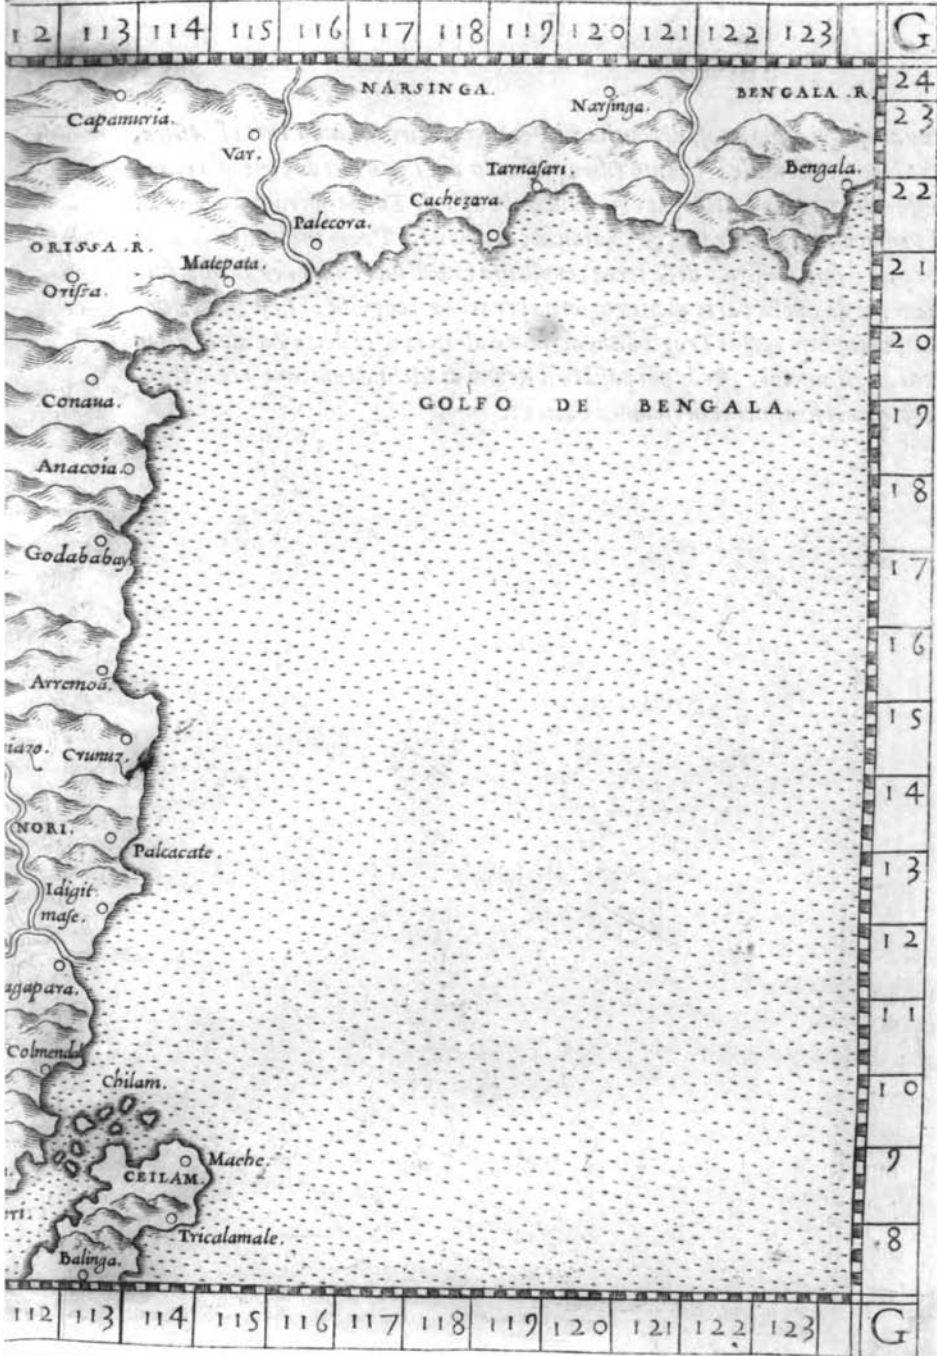 12 113 114 115 116 117 118 119 120 121 122 123 G
24
NARSINGA.
Narsinga.
BENGALA . R.
Capamuria.
23
Var.
Tarnasari.
Bengala.
22
Cachezara.
Palecora.
ORISSA . R.
Matepata.
21
Orissa.
20
Conaua.
GOLFO DE BENGALA
19
Anacoia.
18
Godababay
17
16
Arremoa.
15
Crunuz.
14
NORI.
Palcacate.
13
Idigit
mase.
12
agapara.
11
Colmendal
10
Chilam.
Mache.
9
CEILAM.
Tricalamale.
8
Balinga.
112 113 114 115 116 117 118 119 120 121 122 123 G